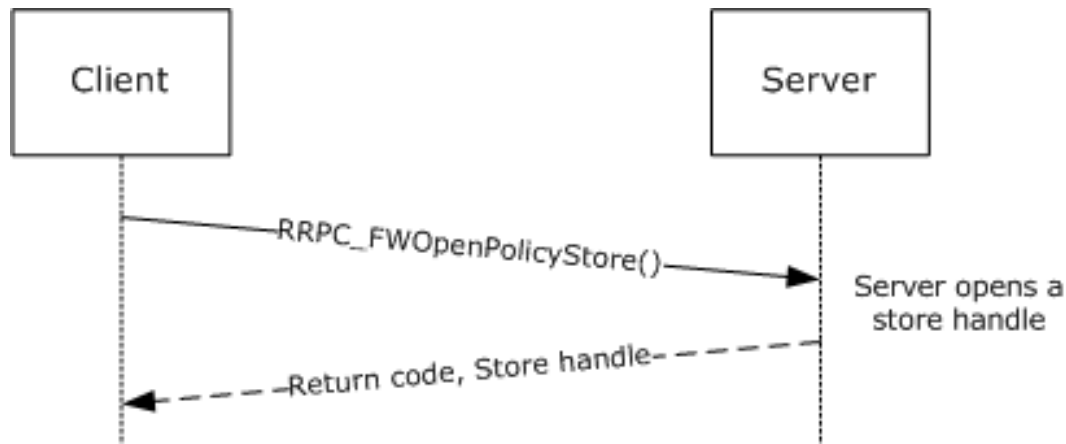 Client
Server
RRPC_FWOpenPolicyStore()
Server opens a
store handle
Return code, Store handle